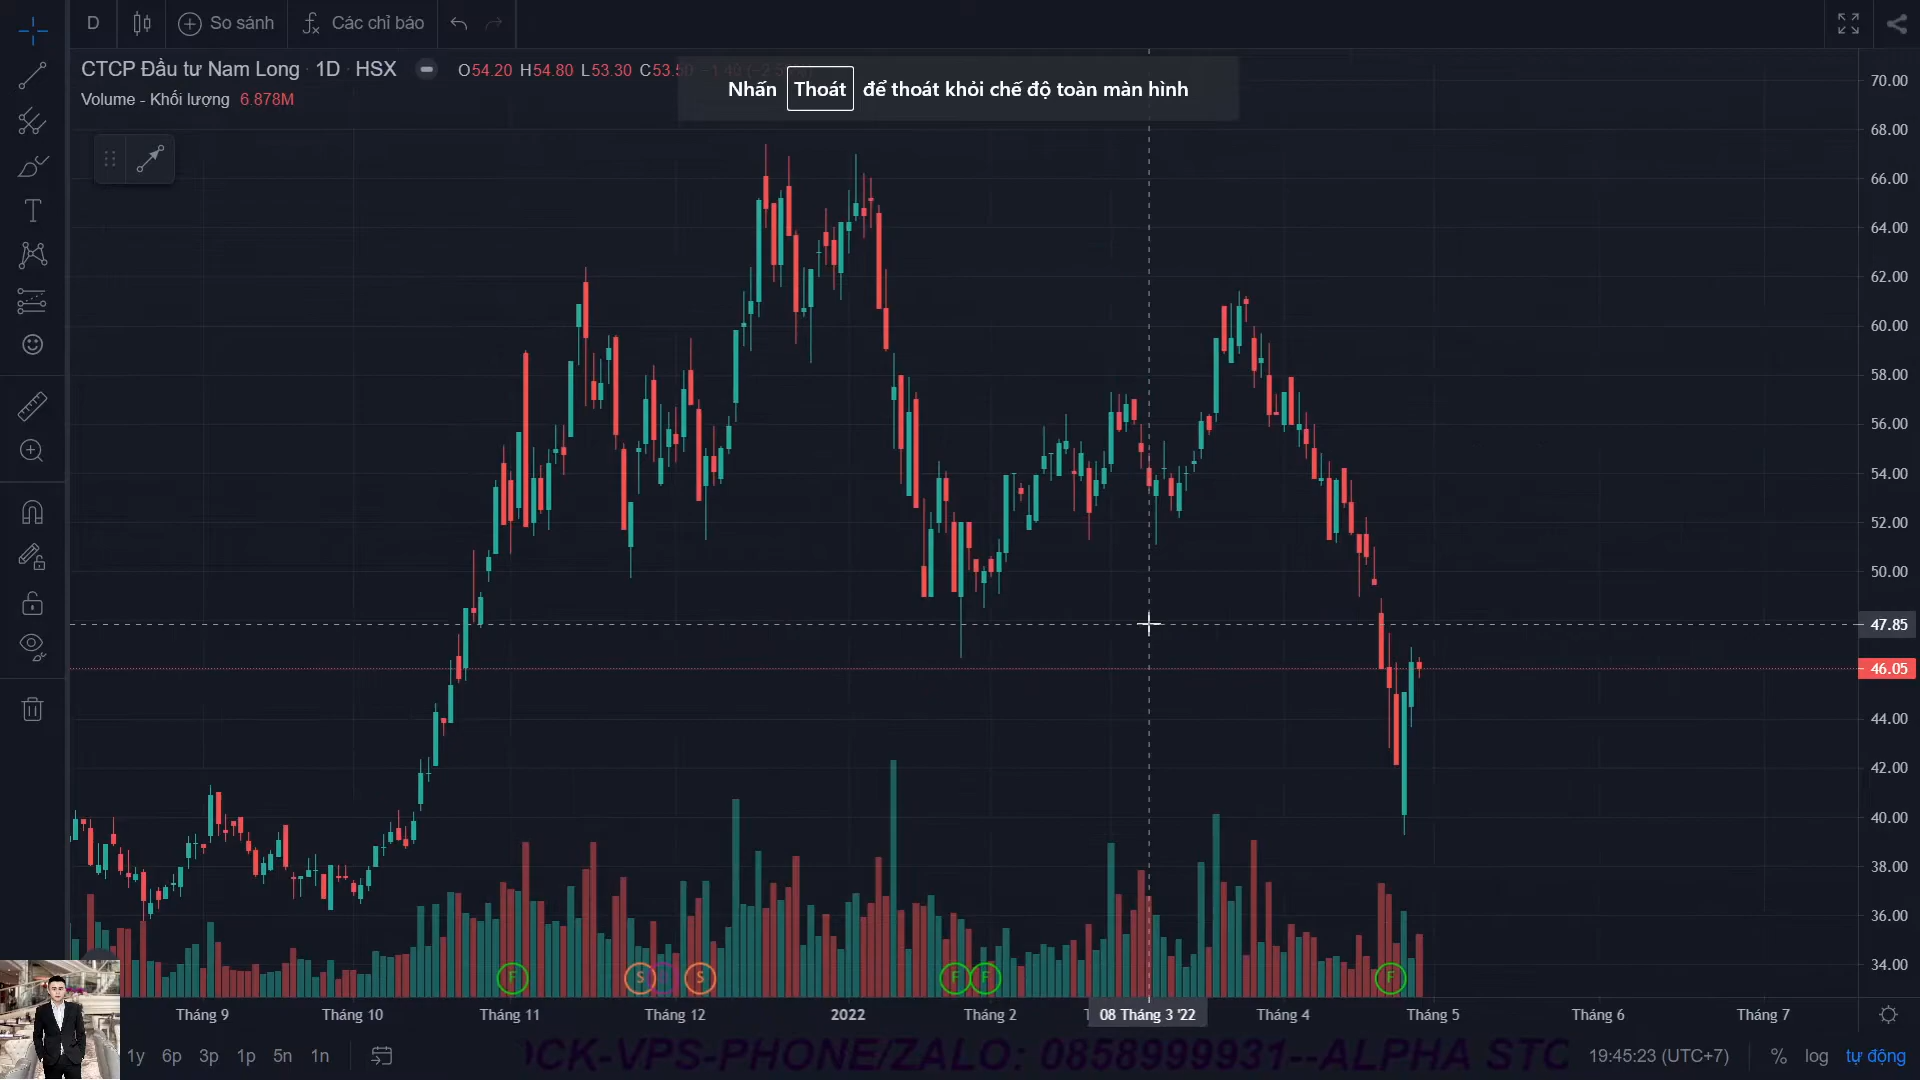 D
So sánh
Các chỉ báo
CTCP Đầu tư Nam Long · 1D · HSX
O54.20 H54.80 L53.30 C53.50
Volume - Khối lượng 6.878M
Nhấn Thoát để thoát khỏi chế độ toàn màn hình
70.00
68.00
66.00
64.00
62.00
60.00
58.00
56.00
54.00
52.00
50.00
47.85
46.05
44.00
42.00
40.00
38.00
36.00
34.00
F S S F F F
Tháng 9 Tháng 10 Tháng 11 Tháng 12 2022 Tháng 2 08 Tháng 3 '22 Tháng 4 Tháng 5 Tháng 6 Tháng 7
1y 6p 3p 1p 5n 1n
CK-VPS-PHONE/ZALO: 0858999931--ALPHA STC
19:45:23 (UTC+7) % log tự động